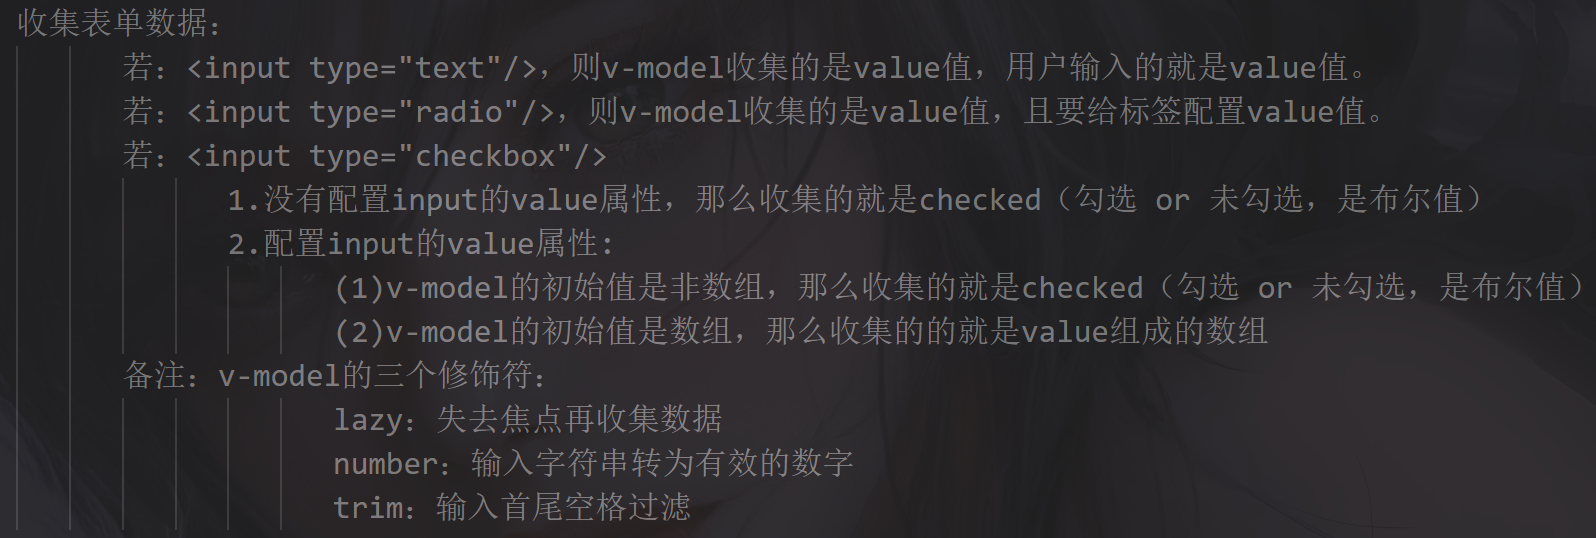 收集表单数据：
若：<input type="text"/>，则v-model收集的是value值，用户输入的就是value值。
若：<input type="radio"/>，则v-model收集的是value值，且要给标签配置value值。
若：<input type="checkbox"/>
1.没有配置input的value属性，那么收集的就是checked（勾选 or 未勾选，是布尔值）
2.配置input的value属性:
(1)v-model的初始值是非数组，那么收集的就是checked（勾选 or 未勾选，是布尔值）
(2)v-model的初始值是数组，那么收集的的就是value组成的数组
备注：v-model的三个修饰符：
lazy：失去焦点再收集数据
number：输入字符串转为有效的数字
trim：输入首尾空格过滤